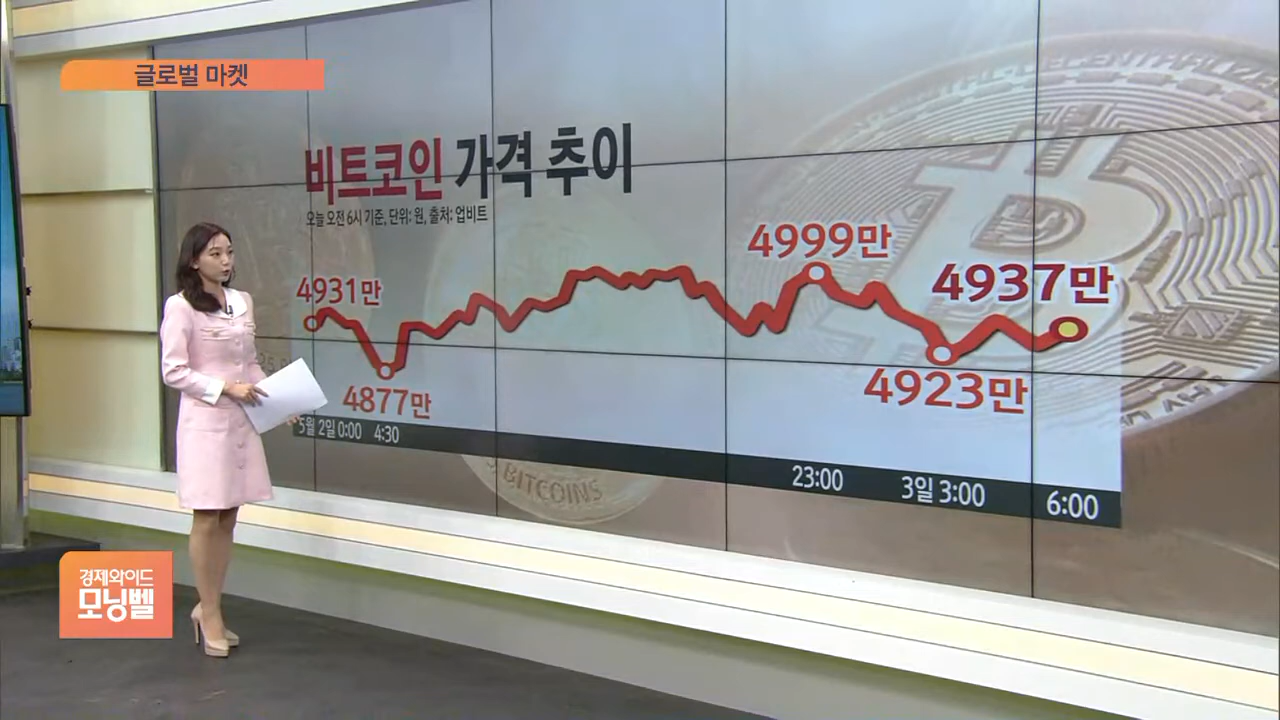 글로벌 마켓
비트코인 가격 추이
오늘 오전 6시 기준, 단위: 원, 출처: 업비트
4931만
4877만
4999만
4923만
4937만
5월 2일 0:00 4:30 23:00 3일 3:00 6:00
DECENTRALIZE
BITCOINS
경제와이드
모닝벨